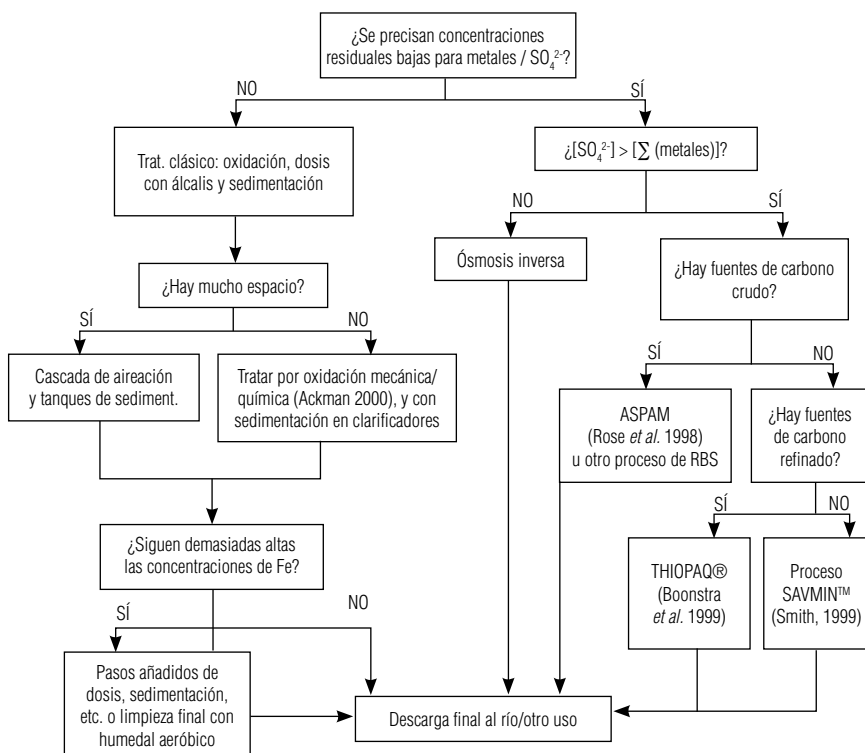 ¿Se precisan concentraciones
residuales bajas para metales / SO₄²⁻?
NO
SÍ
Trat. clásico: oxidación, dosis
con álcalis y sedimentación
¿[SO₄²⁻] > [∑ (metales)]?
NO
SÍ
Ósmosis inversa
¿Hay fuentes de carbono
crudo?
¿Hay mucho espacio?
SÍ
NO
SÍ
NO
Cascada de aireación
y tanques de sediment.
Tratar por oxidación mecánica/
química (Ackman 2000), y con
sedimentación en clarificadores
ASPAM
(Rose et al. 1998)
u otro proceso de RBS
¿Hay fuentes
de carbono
refinado?
SÍ
NO
¿Siguen demasiadas altas
las concentraciones de Fe?
THIOPAQ®
(Boonstra
et al. 1999)
Proceso
SAVMIN™
(Smith, 1999)
SÍ
NO
Pasos añadidos de
dosis, sedimentación,
etc. o limpieza final con
humedal aeróbico
Descarga final al río/otro uso